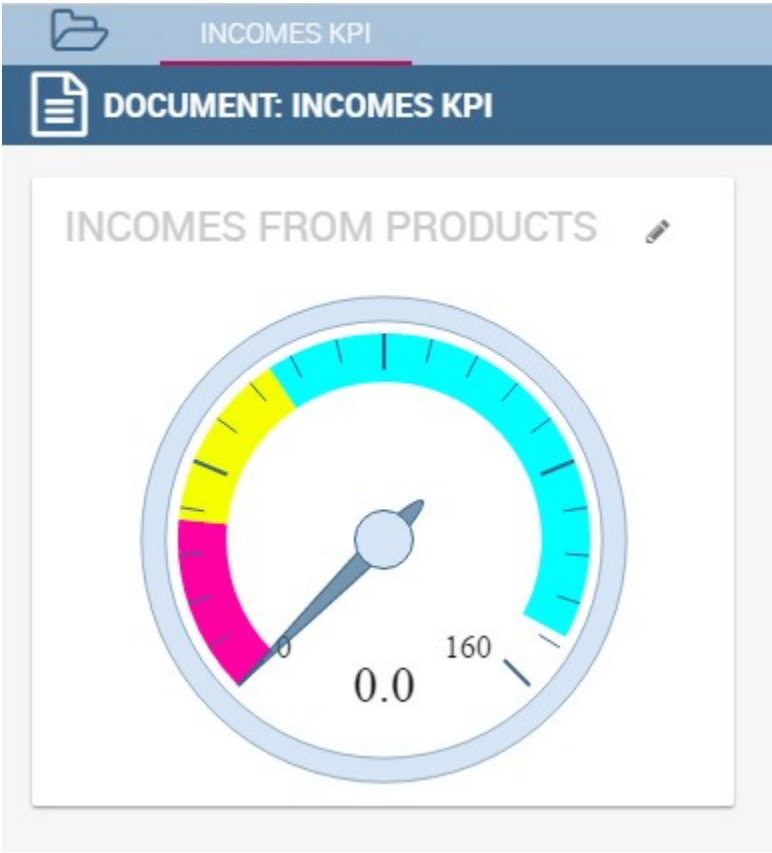 INCOMES KPI
DOCUMENT: INCOMES KPI
INCOMES FROM PRODUCTS
0
160
0.0